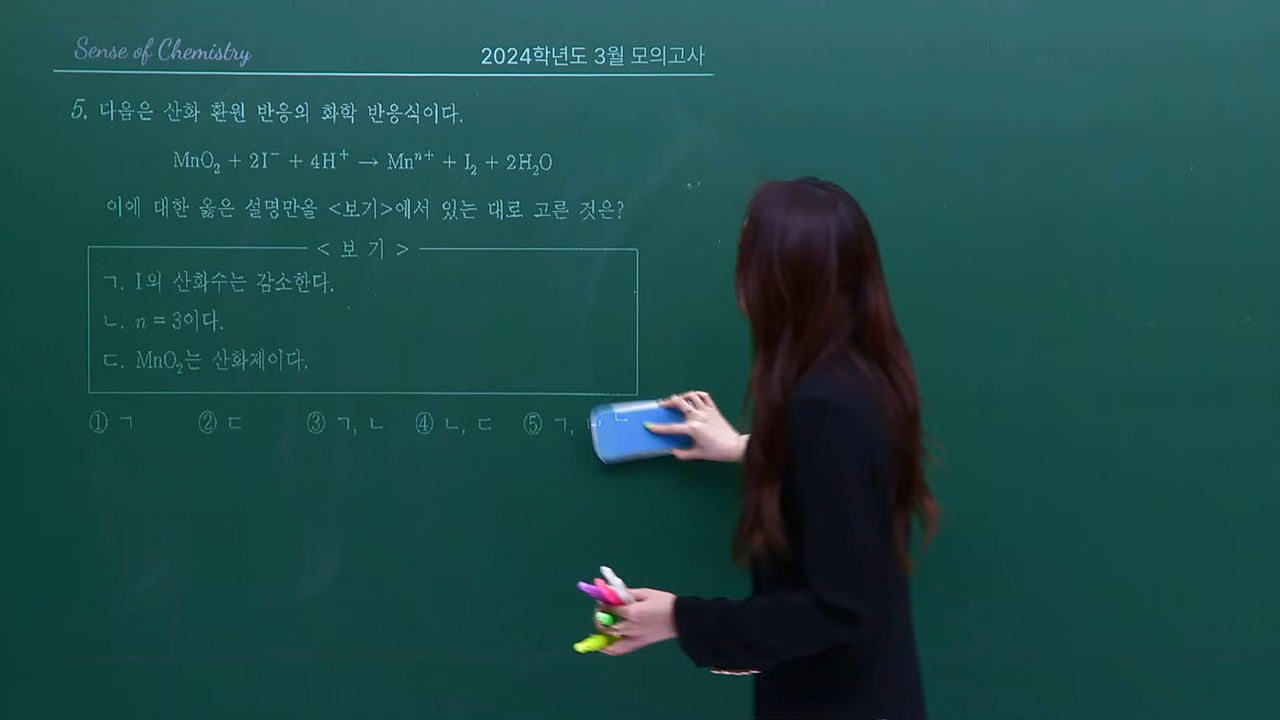 Sense of Chemistry
2024학년도 3월 모의고사
5. 다음은 산화 환원 반응의 화학 반응식이다.
MnO₂ + 2I⁻ + 4H⁺ → Mnⁿ⁺ + I₂ + 2H₂O
이에 대한 옳은 설명만을 <보기>에서 있는 대로 고른 것은?
< 보 기 >
ㄱ. I의 산화수는 감소한다.
ㄴ. n = 3이다.
ㄷ. MnO₂는 산화제이다.
① ㄱ ② ㄷ ③ ㄱ, ㄴ ④ ㄴ, ㄷ ⑤ ㄱ,